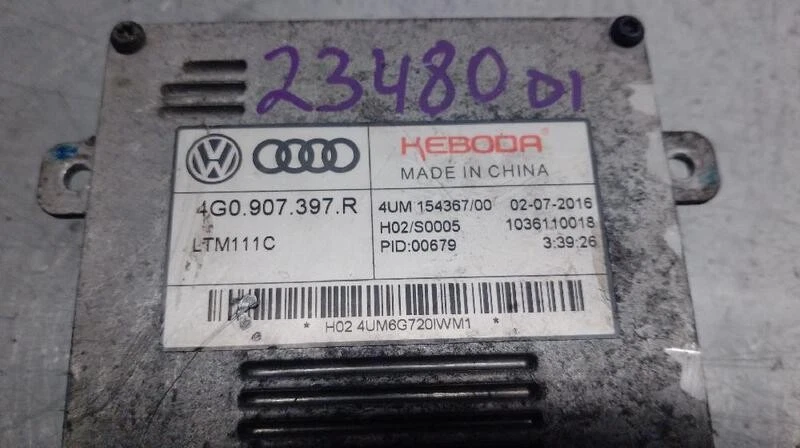 23480 DI
KEBODA®
MADE IN CHINA
4G0.907.397.R
LTM111C
4UM 154367/00 02-07-2016
H02/S0005 1036110018
PID:00679 3:39:26
* H02 4UM6G720IWM1 *